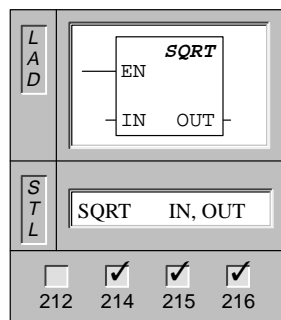 L
A
D
SQRT
EN
IN OUT
S
T
L
SQRT IN, OUT
212 214 215 216